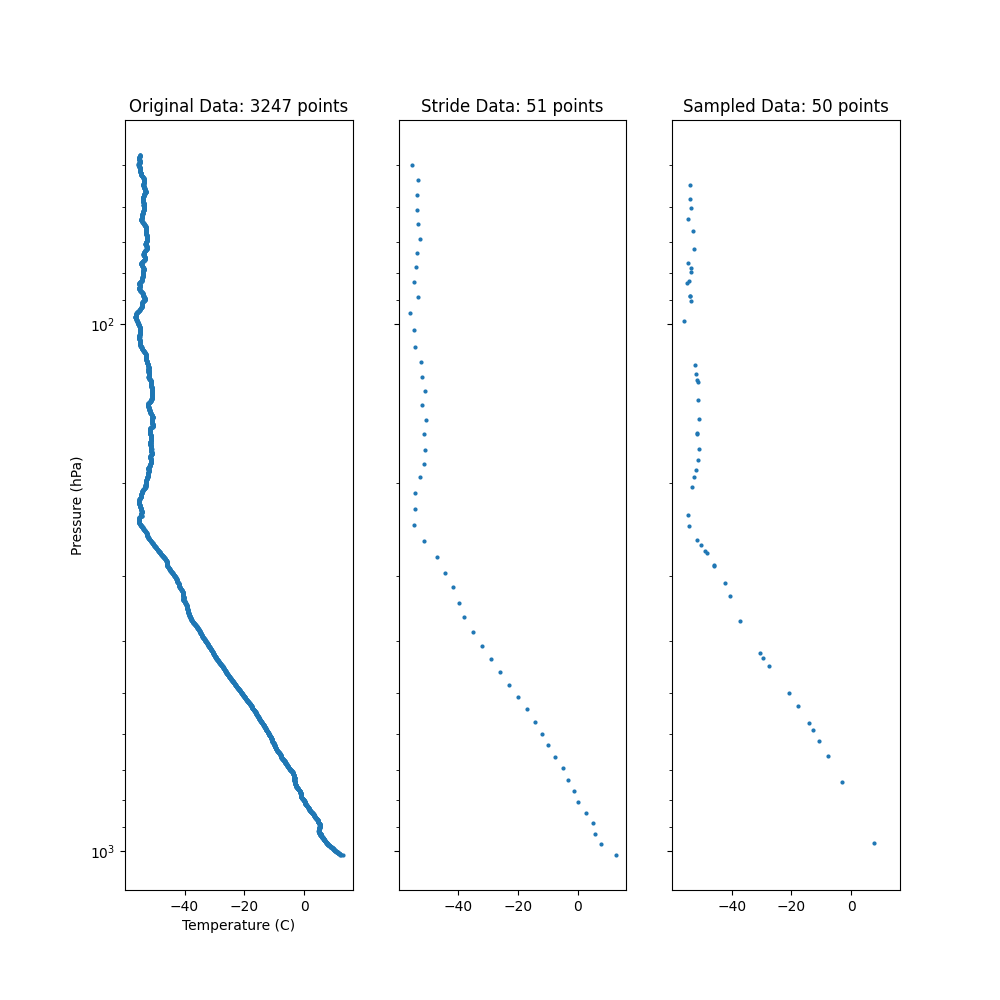 Original Data: 3247 points
Stride Data: 51 points
Sampled Data: 50 points
10²
10³
Pressure (hPa)
−40 −20 0
−40 −20 0
−40 −20 0
Temperature (C)